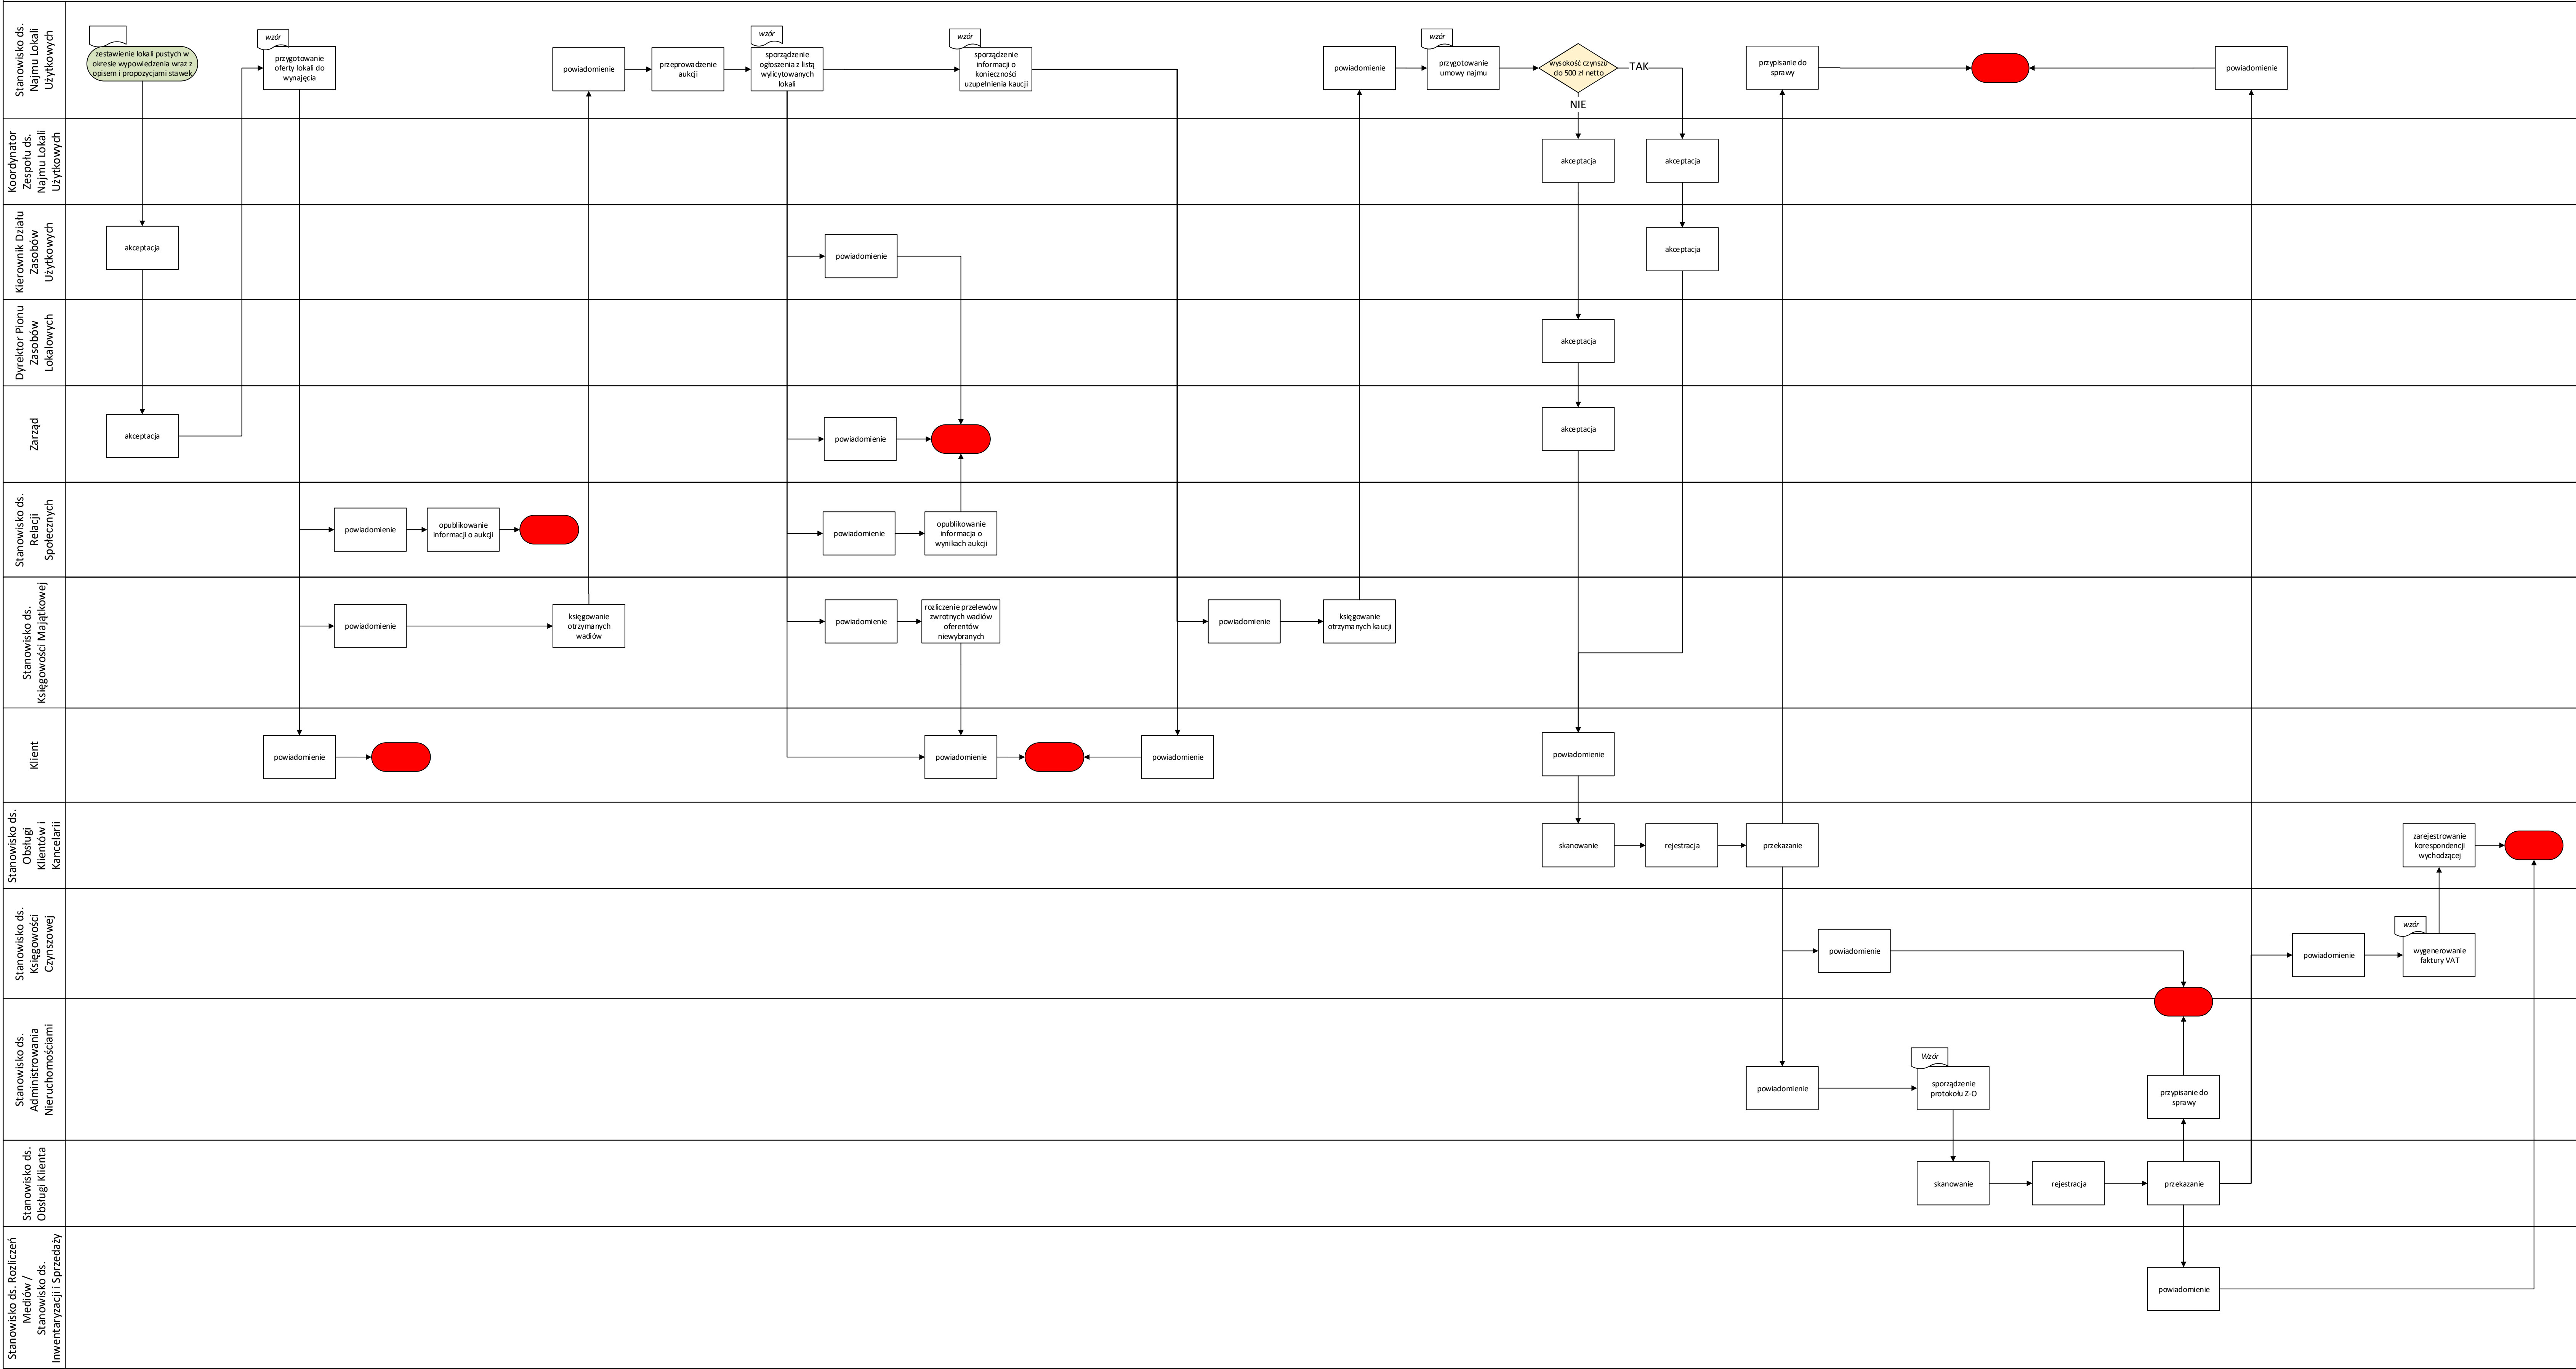 Stanowisko ds.
Najmu Lokali
Użytkowych
zestawienie lokali pustych w
okresie wypowiedzenia wraz z
opisem i propozycjami stawek
wzór
przygotowanie
oferty lokali do
wynajęcia
powiadomienie
przeprowadzenie
aukcji
wzór
sporządzenie
ogłoszenia z listą
wylicytowanych
lokali
wzór
sporządzenie
informacji o
konieczności
uzupełnienia kaucji
powiadomienie
wzór
przygotowanie
umowy najmu
wysokość czynszu
do 500 zł netto
TAK
NIE
przypisanie do
sprawy
powiadomienie
Koordynator
Zespołu ds.
Najmu Lokali
Użytkowych
akceptacja
akceptacja
Kierownik Działu
Zasobów
Użytkowych
akceptacja
powiadomienie
akceptacja
Dyrektor Pionu
Zasobów
Lokalowych
akceptacja
Zarząd
akceptacja
powiadomienie
akceptacja
Stanowisko ds.
Relacji
Społecznych
powiadomienie
opublikowanie
informacji o aukcji
powiadomienie
opublikowanie
informacja o
wynikach aukcji
Stanowisko ds.
Księgowości Majątkowej
powiadomienie
księgowanie
otrzymanych
wadiów
powiadomienie
rozliczenie przelewów
zwrotnych wadiów
oferentów
niewybranych
powiadomienie
księgowanie
otrzymanych kaucji
Klient
powiadomienie
powiadomienie
powiadomienie
powiadomienie
Stanowisko ds.
Obsługi
Klientów i
Kancelarii
skanowanie
rejestracja
przekazanie
zarejestrowanie
korespondencji
wychodzącej
Stanowisko ds.
Księgowości
Czynszowej
powiadomienie
powiadomienie
wzór
wygenerowanie
faktury VAT
Stanowisko ds.
Administrowania
Nieruchomościami
powiadomienie
Wzór
sporządzenie
protokołu Z-O
przypisanie do
sprawy
Stanowisko ds.
Obsługi Klienta
skanowanie
rejestracja
przekazanie
Stanowisko ds. Rozliczeń
Mediów /
Stanowisko ds.
Inwentaryzacji i Sprzedaży
powiadomienie